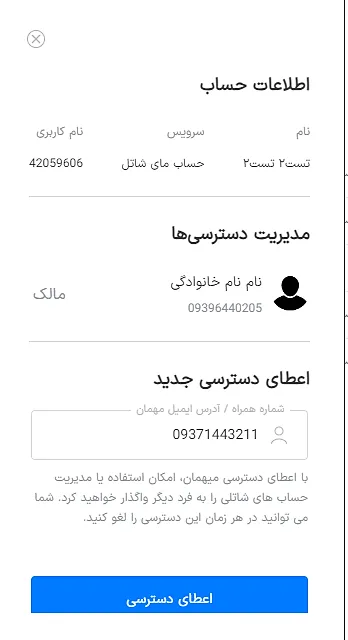 اطلاعات حساب
نام سرویس نام کاربری
تست۲ تست۲ حساب مای شاتل 42059606
مدیریت دسترسی‌ها
نام نام خانوادگی
مالک
09396440205
اعطای دسترسی جدید
شماره همراه / آدرس ایمیل مهمان
09371443211
با اعطای دسترسی میهمان، امکان استفاده یا مدیریت
حساب های شاتلی را به فرد دیگر واگذار خواهید کرد. شما
می توانید در هر زمان این دسترسی را لغو کنید.
اعطای دسترسی